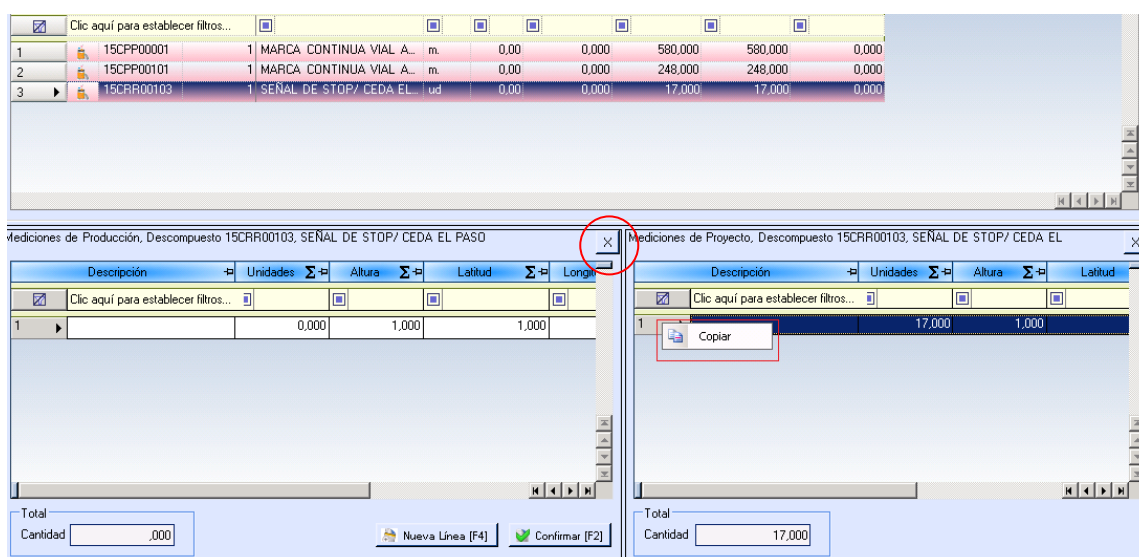 Clic aquí para establecer filtros...
1 15CPP00001 1 MARCA CONTINUA VIAL A... m. 0,00 0,000 580,000 580,000 0,000
2 15CPP00101 1 MARCA CONTINUA VIAL A... m. 0,00 0,000 248,000 248,000 0,000
3 15CRR00103 1 SEÑAL DE STOP/ CEDA EL... ud 0,00 0,000 17,000 17,000 0,000
Mediciones de Producción, Descompuesto 15CRR00103, SEÑAL DE STOP/ CEDA EL PASO
Descripción Unidades Σ Altura Σ Latitud Σ Longit
Clic aquí para establecer filtros...
1 0,000 1,000 1,000
Total
Cantidad ,000
Nueva Línea [F4] Confirmar [F2]
Mediciones de Proyecto, Descompuesto 15CRR00103, SEÑAL DE STOP/ CEDA EL
Descripción Unidades Σ Altura Σ Latitud
Clic aquí para establecer filtros...
1 17,000 1,000
Copiar
Total
Cantidad 17,000